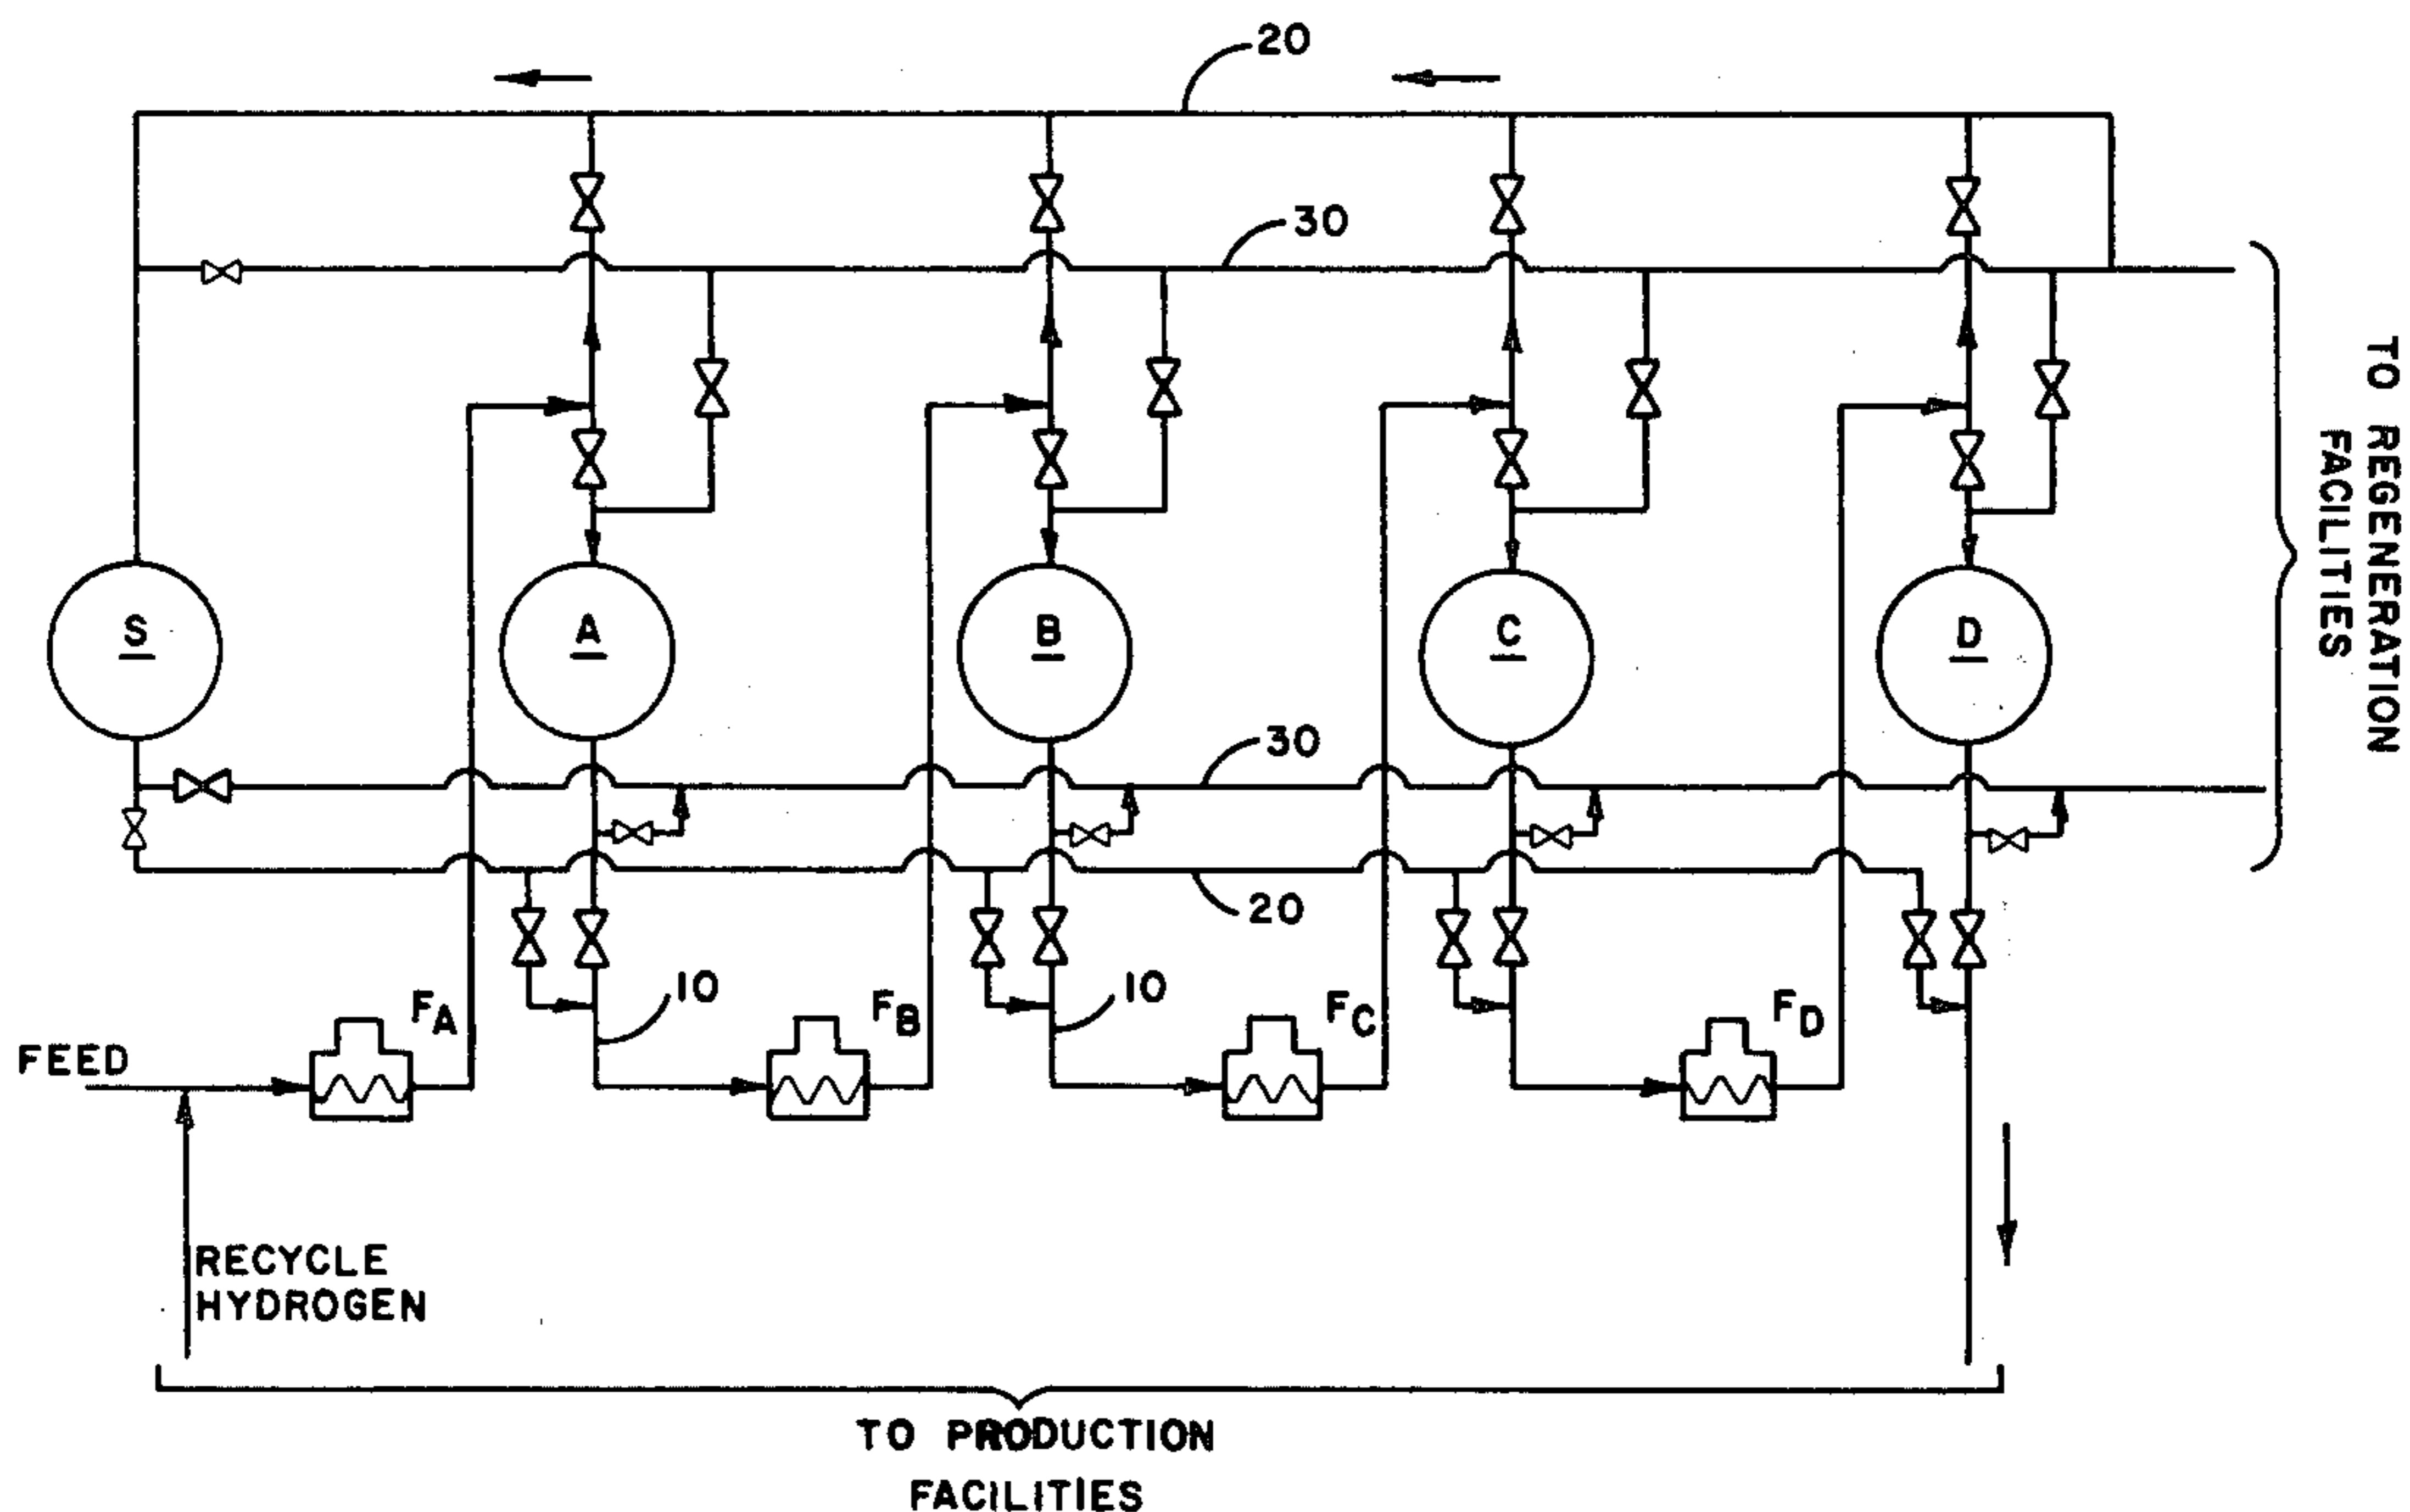 20
30
S
A
B
C
D
30
20
10
10
FA
FB
FC
FD
FEED
RECYCLE
HYDROGEN
TO REGENERATION
FACILITIES
TO PRODUCTION
FACILITIES